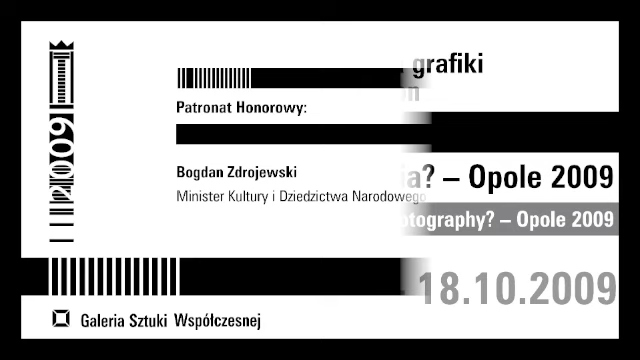 grafiki
Patronat Honorowy:
Bogdan Zdrojewski
? – Opole 2009
Minister Kultury i Dziedzictwa Narodowego
otography? – Opole 2009
18.10.2009
2009
Galeria Sztuki Współczesnej